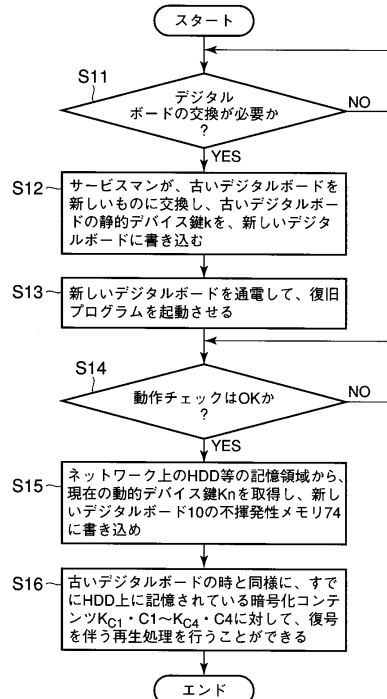 スタート
S11
デジタル
ボードの交換が必要か
?
NO
YES
S12
サービスマンが、古いデジタルボードを
新しいものに交換し、古いデジタル
ボードの静的デバイス鍵kを、新しいデジタ
ルボードに書き込む
S13
新しいデジタルボードを通電して、復旧
プログラムを起動させる
S14
動作チェックはOKか
?
NO
YES
S15
ネットワーク上のHDD等の記憶領域から、
現在の動的デバイス鍵Knを取得し、新し
いデジタルボード10の不揮発性メモリ74
に書き込め
S16
古いデジタルボードの時と同様に、すで
にHDD上に記憶されている暗号化コンテ
ンツKC1・C1～KC4・C4に対して、復号
を伴う再生処理を行うことができる
エンド